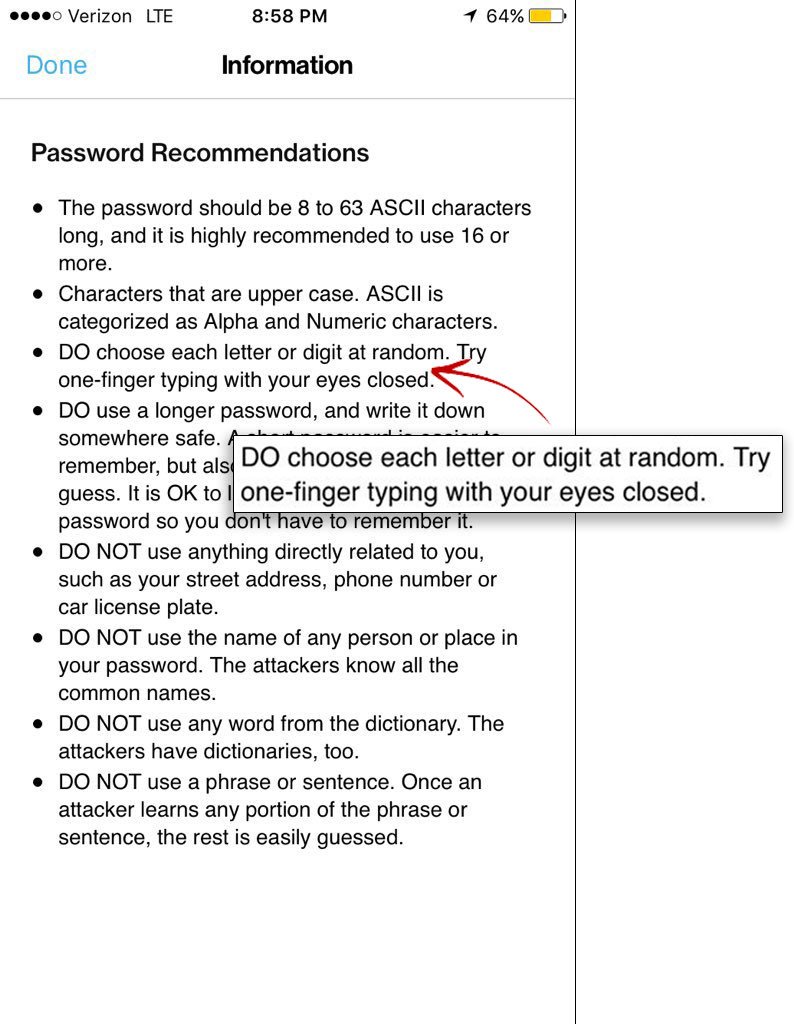 Verizon LTE 8:58 PM 64%
Done Information
Password Recommendations
• The password should be 8 to 63 ASCII characters
long, and it is highly recommended to use 16 or
more.
• Characters that are upper case. ASCII is
categorized as Alpha and Numeric characters.
• DO choose each letter or digit at random. Try
one-finger typing with your eyes closed.
• DO use a longer password, and write it down
somewhere safe. A short password is easier to
remember, but also
guess. It is OK to
password so you don't have to remember it.
DO choose each letter or digit at random. Try
one-finger typing with your eyes closed.
• DO NOT use anything directly related to you,
such as your street address, phone number or
car license plate.
• DO NOT use the name of any person or place in
your password. The attackers know all the
common names.
• DO NOT use any word from the dictionary. The
attackers have dictionaries, too.
• DO NOT use a phrase or sentence. Once an
attacker learns any portion of the phrase or
sentence, the rest is easily guessed.